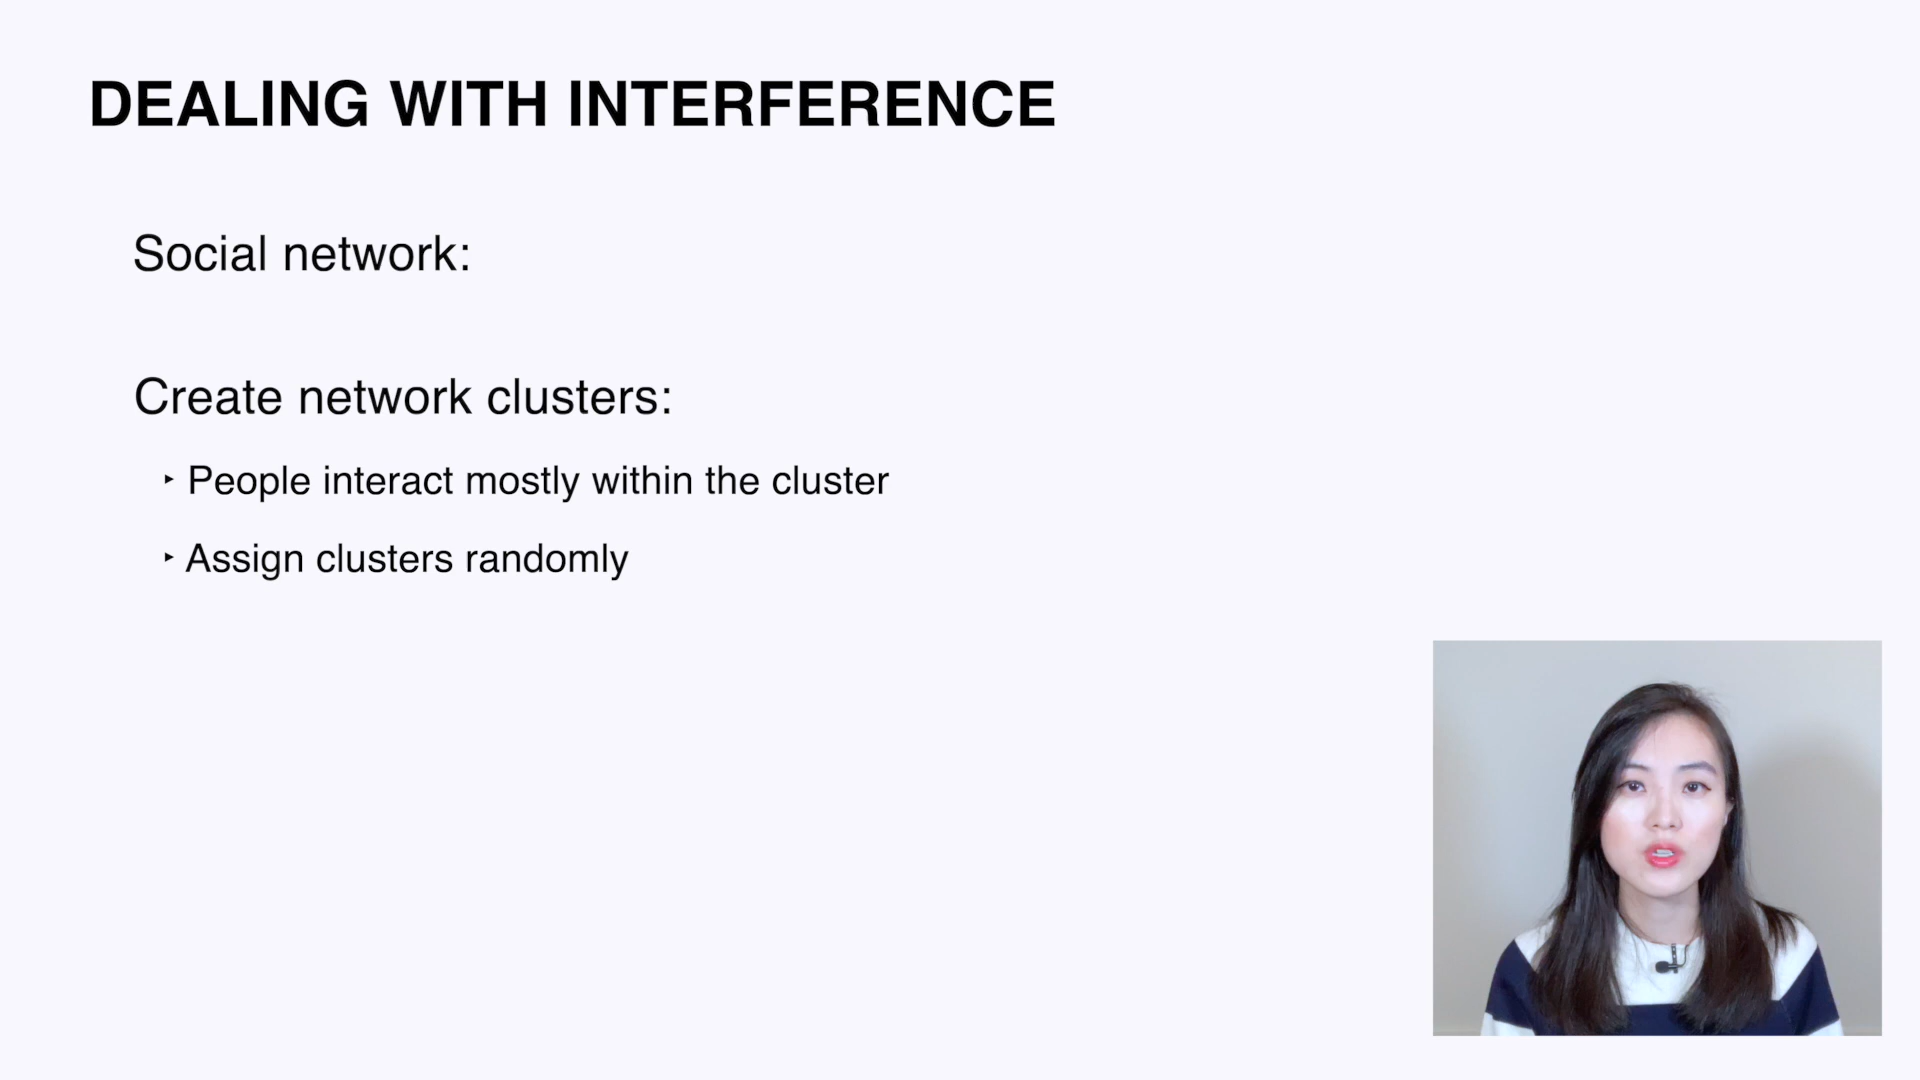 DEALING WITH INTERFERENCE
Social network:
Create network clusters:
‣ People interact mostly within the cluster
‣ Assign clusters randomly